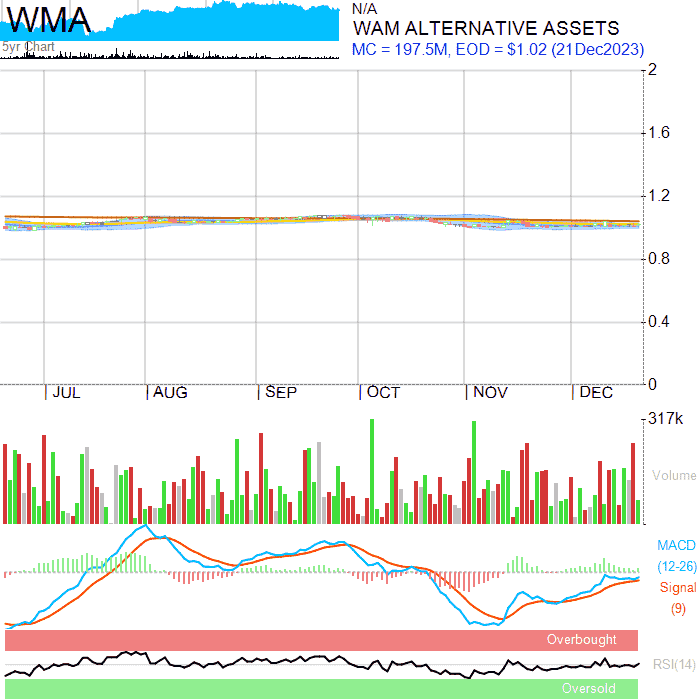 WMA
5yr Chart
N/A
WAM ALTERNATIVE ASSETS
MC = 197.5M, EOD = $1.02 (21Dec2023)
2
1.6
1.2
0.8
0.4
0
JUL AUG SEP OCT NOV DEC
317k
Volume
MACD
(12-26)
Signal
(9)
Overbought
RSI(14)
Oversold